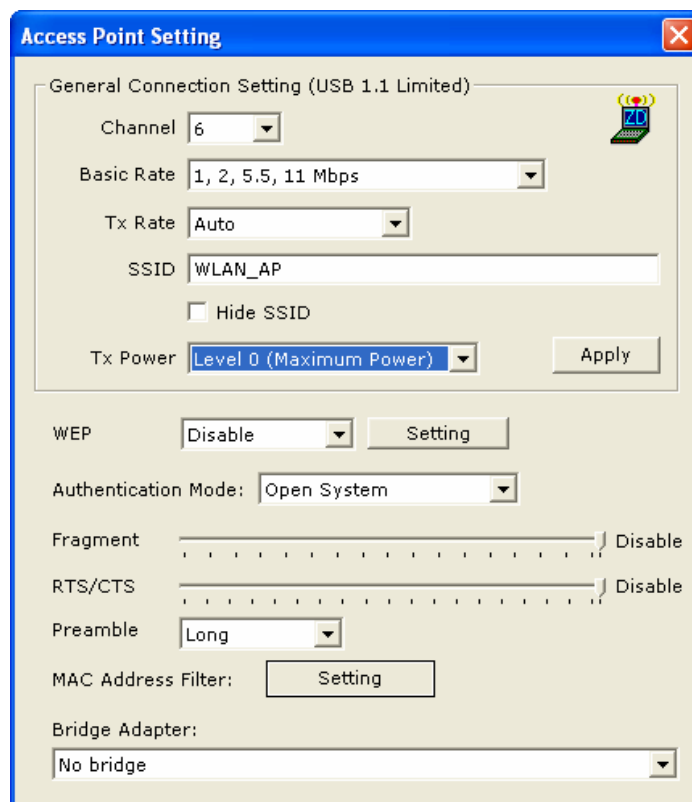 Access Point Setting
General Connection Setting (USB 1.1 Limited)
ZD
Channel 6
Basic Rate 1, 2, 5.5, 11 Mbps
Tx Rate Auto
SSID WLAN_AP
Hide SSID
Tx Power Level 0 (Maximum Power) Apply
WEP Disable Setting
Authentication Mode: Open System
Fragment Disable
RTS/CTS Disable
Preamble Long
MAC Address Filter: Setting
Bridge Adapter:
No bridge